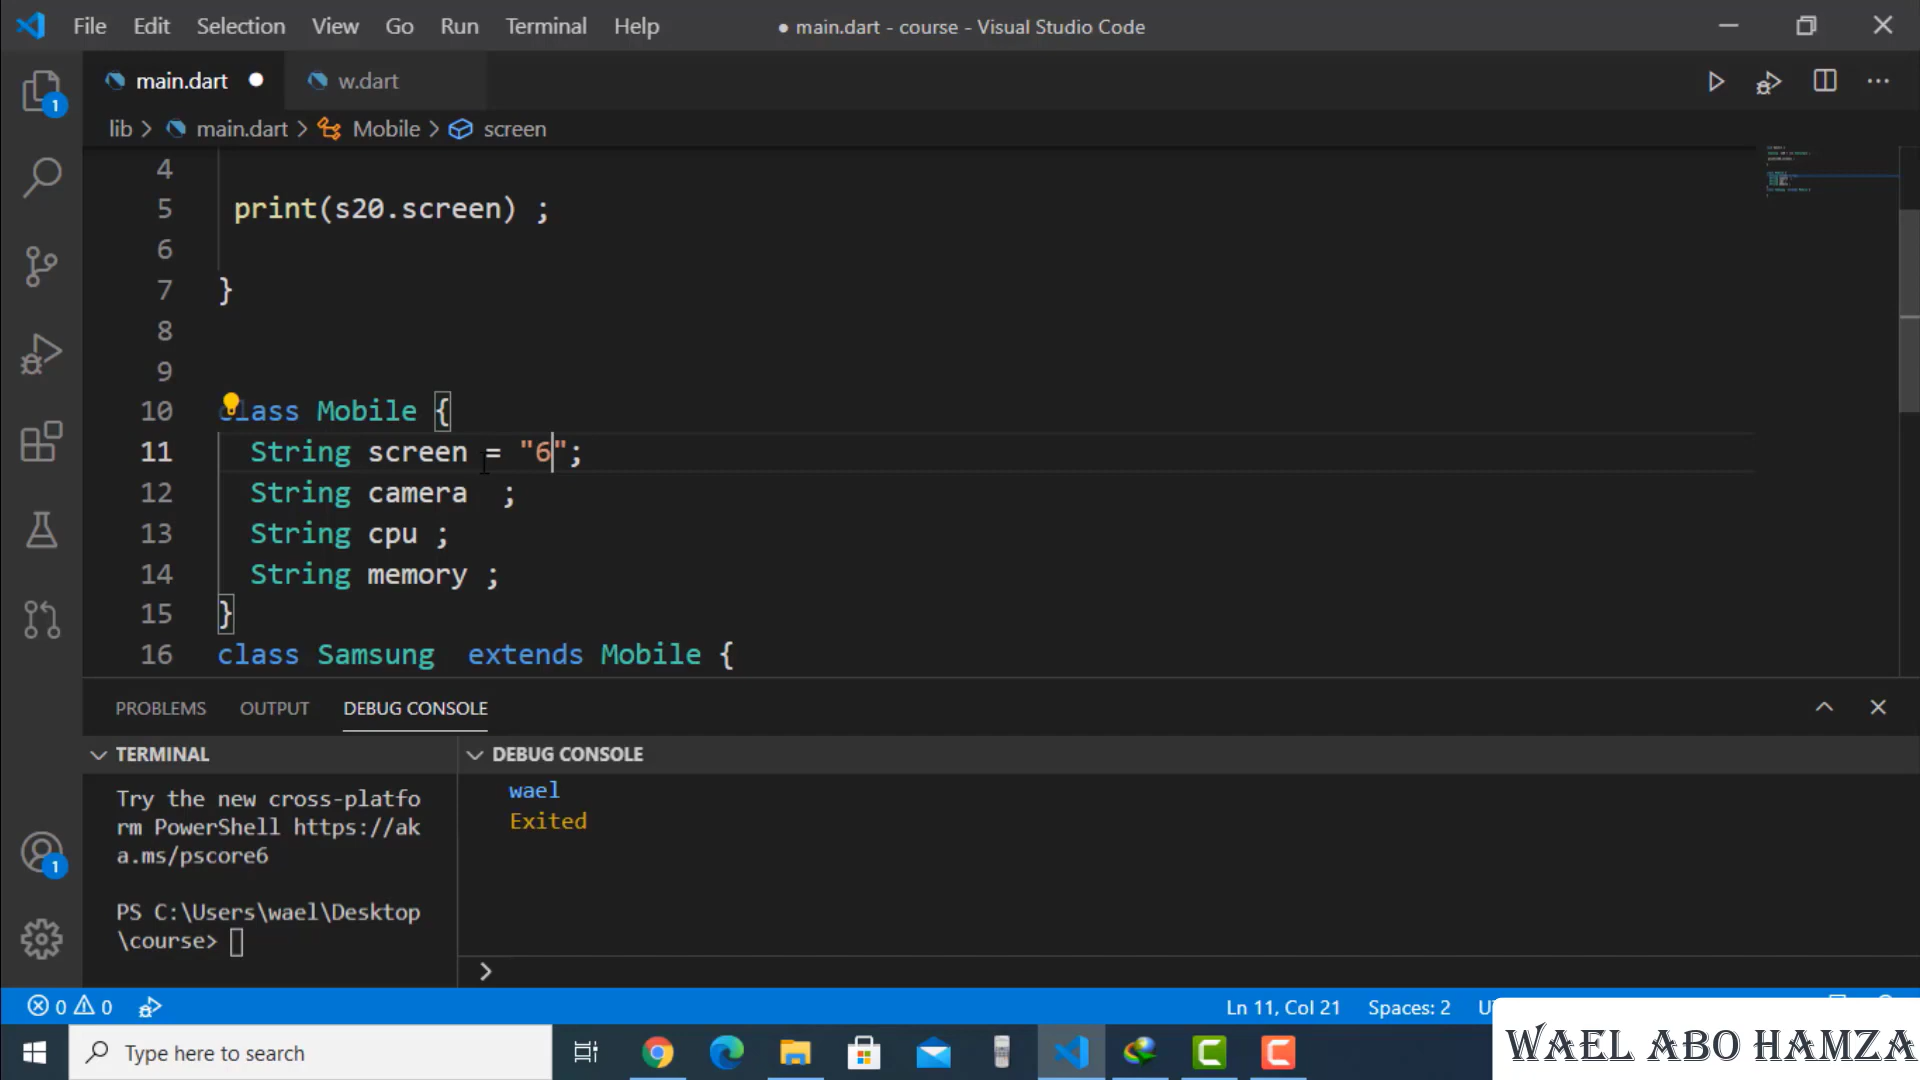 File Edit Selection View Go Run Terminal Help
● main.dart - course - Visual Studio Code
main.dart ●
w.dart
lib > main.dart > Mobile > screen
4
5 print(s20.screen) ;
6
7 }
8
9
10 class Mobile {
11 String screen = "6";
12 String camera  ;
13 String cpu ;
14 String memory ;
15 }
16 class Samsung  extends Mobile {
PROBLEMS OUTPUT DEBUG CONSOLE
TERMINAL
Try the new cross-platfo
rm PowerShell https://ak
a.ms/pscore6
PS C:\Users\wael\Desktop
\course>
DEBUG CONSOLE
wael
Exited
>
1
1
0 0
Ln 11, Col 21 Spaces: 2
Type here to search
WAEL ABO HAMZA